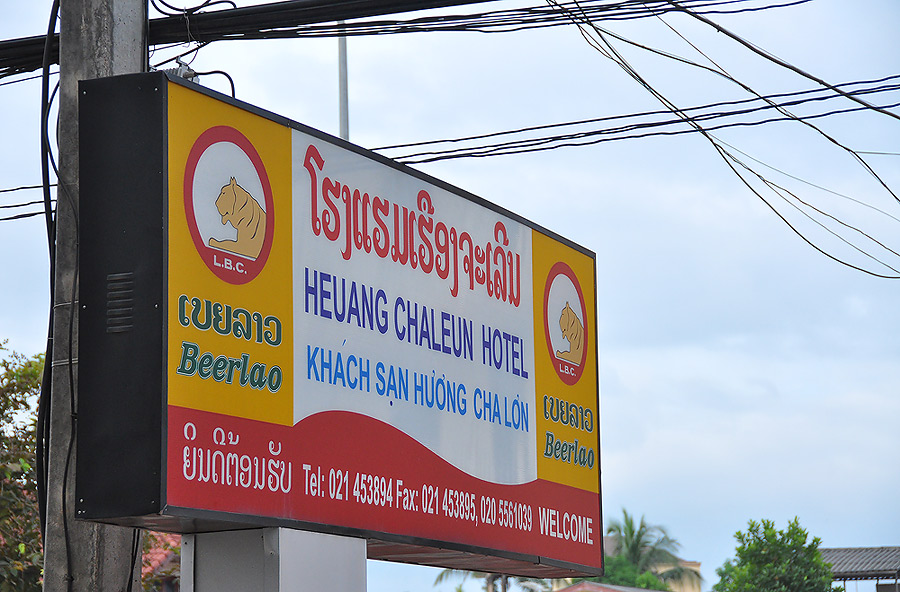 L.B.C.
ເບຍລາວ
Beerlao
ໂຮງແຮມເຮືອງຈະເລີນ
HEUANG CHALEUN HOTEL
KHÁCH SẠN HƯƠNG CHA LỚN
L.B.C.
ເບຍລາວ
Beerlao
ຍິນດີຕ້ອນຮັບ Tel: 021 453894 Fax: 021 453895, 020 5561039 WELCOME